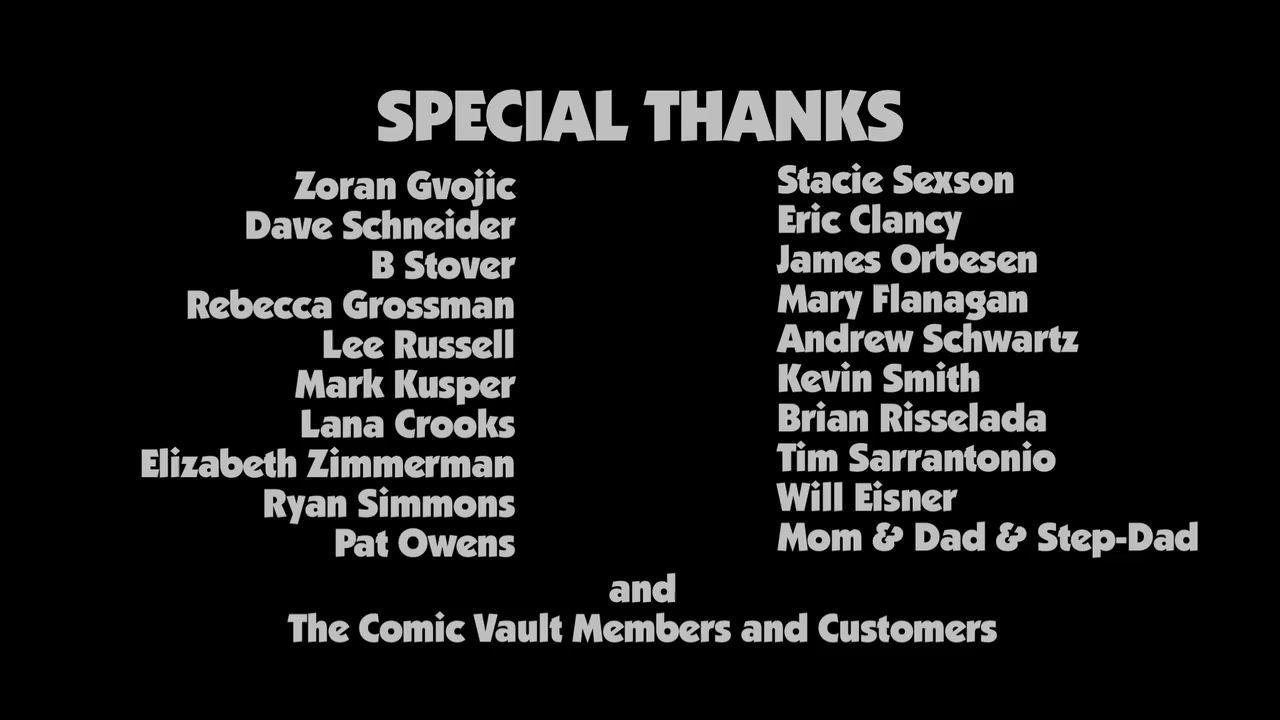 SPECIAL THANKS
Zoran Gvojic
Dave Schneider
B Stover
Rebecca Grossman
Lee Russell
Mark Kusper
Lana Crooks
Elizabeth Zimmerman
Ryan Simmons
Pat Owens
Stacie Sexson
Eric Clancy
James Orbesen
Mary Flanagan
Andrew Schwartz
Kevin Smith
Brian Risselada
Tim Sarrantonio
Will Eisner
Mom & Dad & Step-Dad
and
The Comic Vault Members and Customers